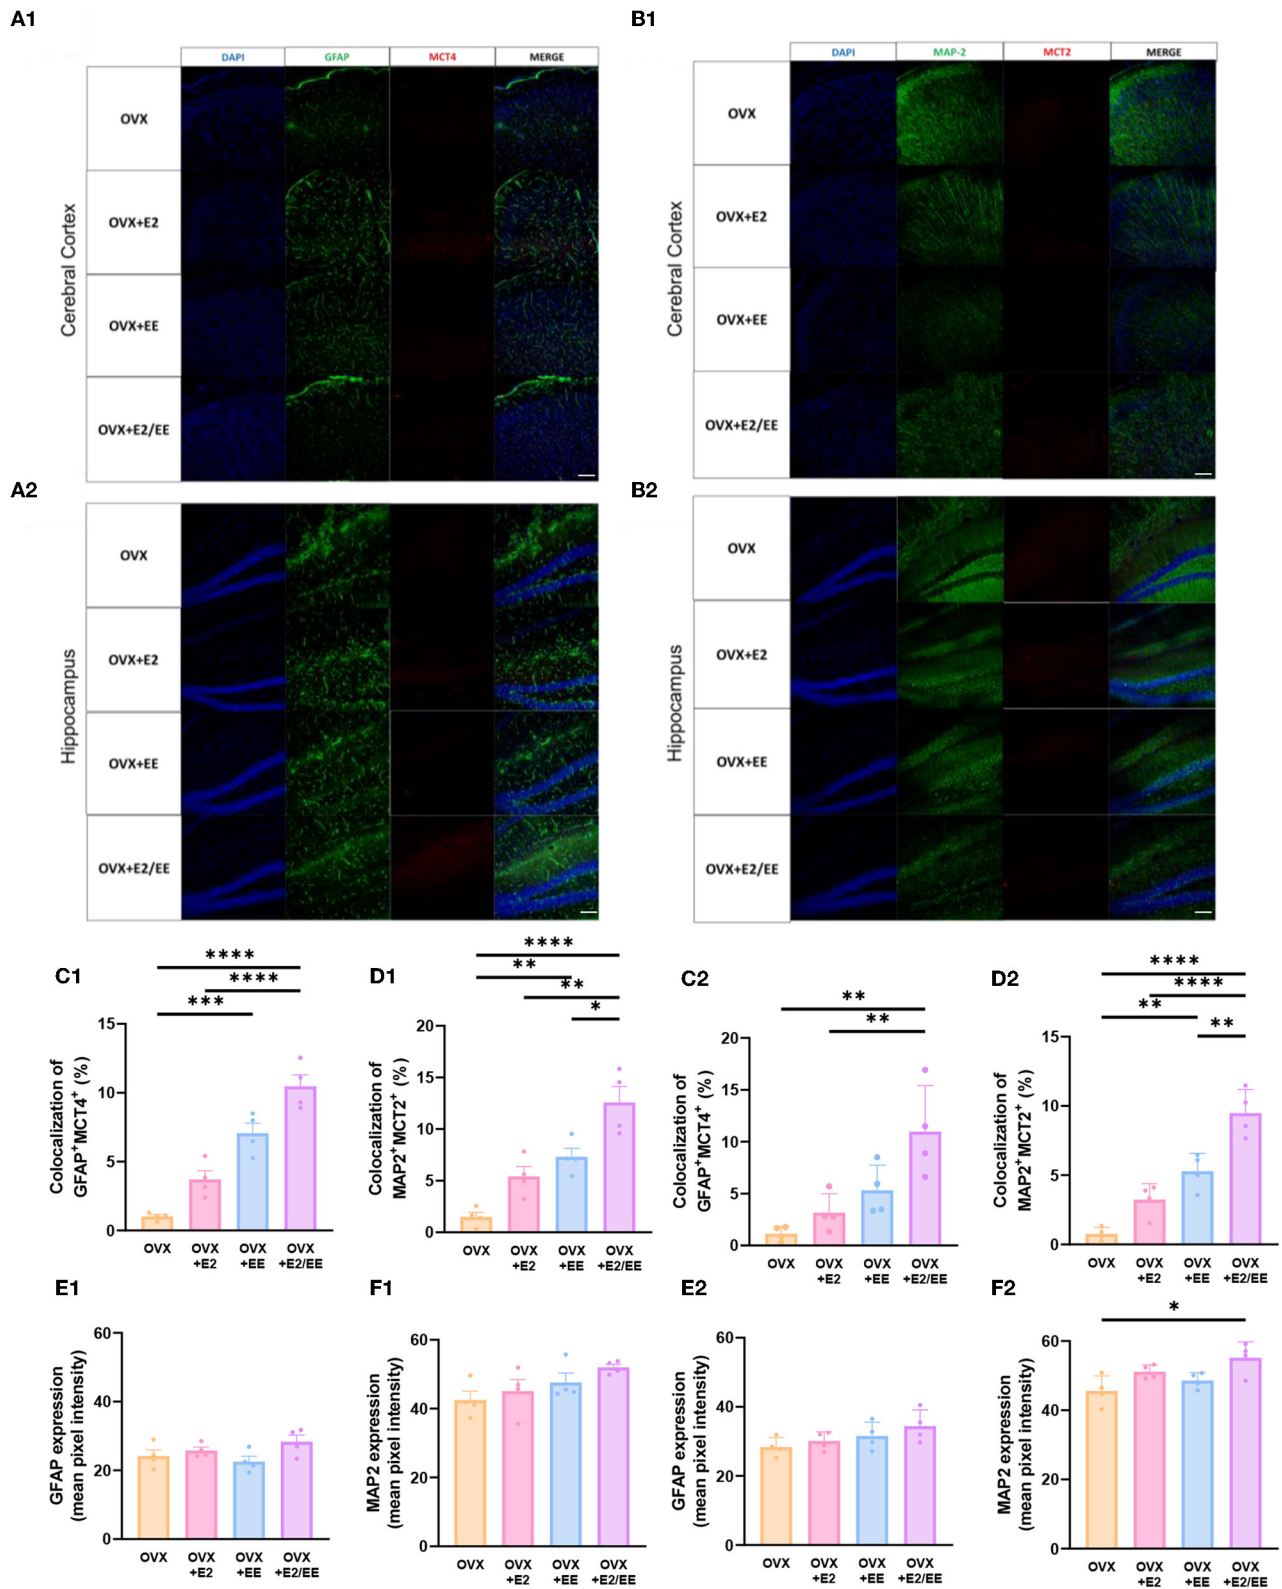 A1
DAPI GFAP MCT4 MERGE
OVX
OVX+E2
OVX+EE
OVX+E2/EE
Cerebral Cortex
B1
DAPI MAP-2 MCT2 MERGE
OVX
OVX+E2
OVX+EE
OVX+E2/EE
Cerebral Cortex
A2
OVX
OVX+E2
OVX+EE
OVX+E2/EE
Hippocampus
B2
OVX
OVX+E2
OVX+EE
OVX+E2/EE
Hippocampus
C1
****
****
***
Colocalization of
GFAP⁺MCT4⁺ (%)
15
10
5
0
OVX OVX OVX OVX
+E2 +EE +E2/EE
D1
****
**
**
*
Colocalization of
MAP2⁺MCT2⁺ (%)
20
15
10
5
0
OVX OVX OVX OVX
+E2 +EE +E2/EE
C2
**
**
Colocalization of
GFAP⁺MCT4⁺ (%)
20
15
10
5
0
OVX OVX OVX OVX
+E2 +EE +E2/EE
D2
****
****
**
**
Colocalization of
MAP2⁺MCT2⁺ (%)
15
10
5
0
OVX OVX OVX OVX
+E2 +EE +E2/EE
E1
GFAP expression
(mean pixel intensity)
60
40
20
0
OVX OVX OVX OVX
+E2 +EE +E2/EE
F1
MAP2 expression
(mean pixel intensity)
60
40
20
0
OVX OVX OVX OVX
+E2 +EE +E2/EE
E2
GFAP expression
(mean pixel intensity)
60
40
20
0
OVX OVX OVX OVX
+E2 +EE +E2/EE
F2
*
MAP2 expression
(mean pixel intensity)
60
40
20
0
OVX OVX OVX OVX
+E2 +EE +E2/EE